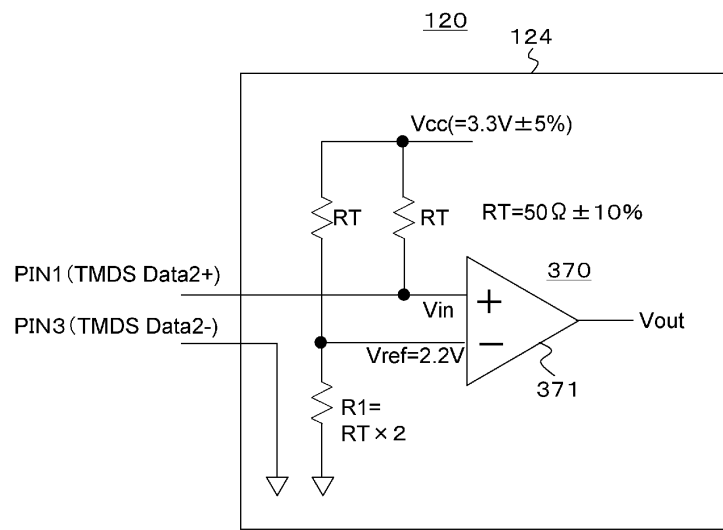 120
124
Vcc(=3.3V±5%)
RT
RT
RT=50Ω±10%
PIN1(TMDS Data2+)
370
Vin
+
Vout
PIN3(TMDS Data2-)
Vref=2.2V
−
371
R1=
RT×2